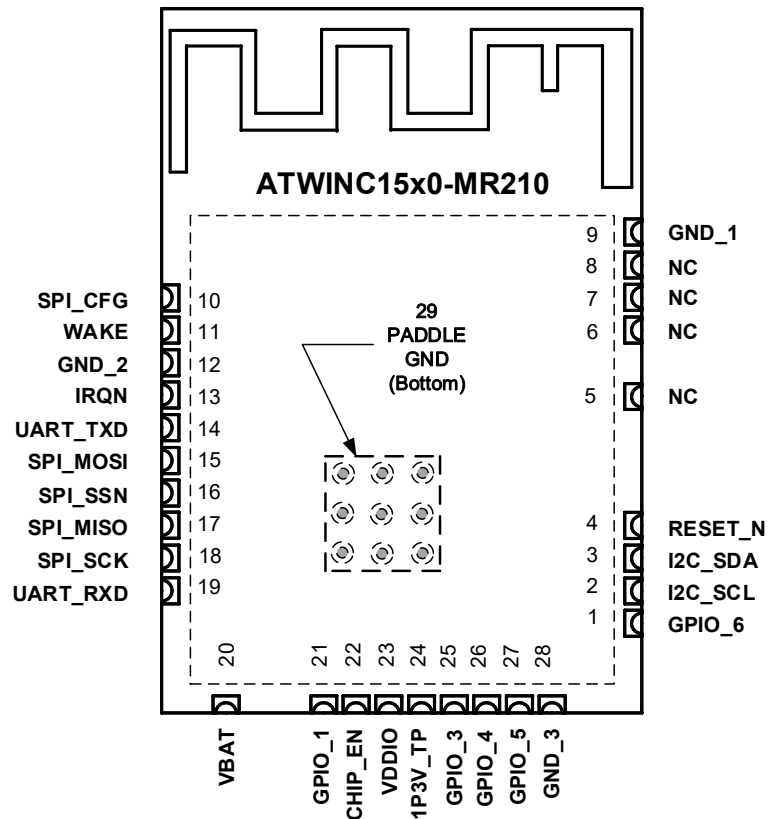 ATWINC15x0-MR210
9 GND_1
8 NC
7 NC
6 NC
5 NC
4 RESET_N
3 I2C_SDA
2 I2C_SCL
1 GPIO_6
SPI_CFG 10
WAKE 11
GND_2 12
IRQN 13
UART_TXD 14
SPI_MOSI 15
SPI_SSN 16
SPI_MISO 17
SPI_SCK 18
UART_RXD 19
29
PADDLE
GND
(Bottom)
20 VBAT
21 GPIO_1
22 CHIP_EN
23 VDDIO
24 1P3V_TP
25 GPIO_3
26 GPIO_4
27 GPIO_5
28 GND_3